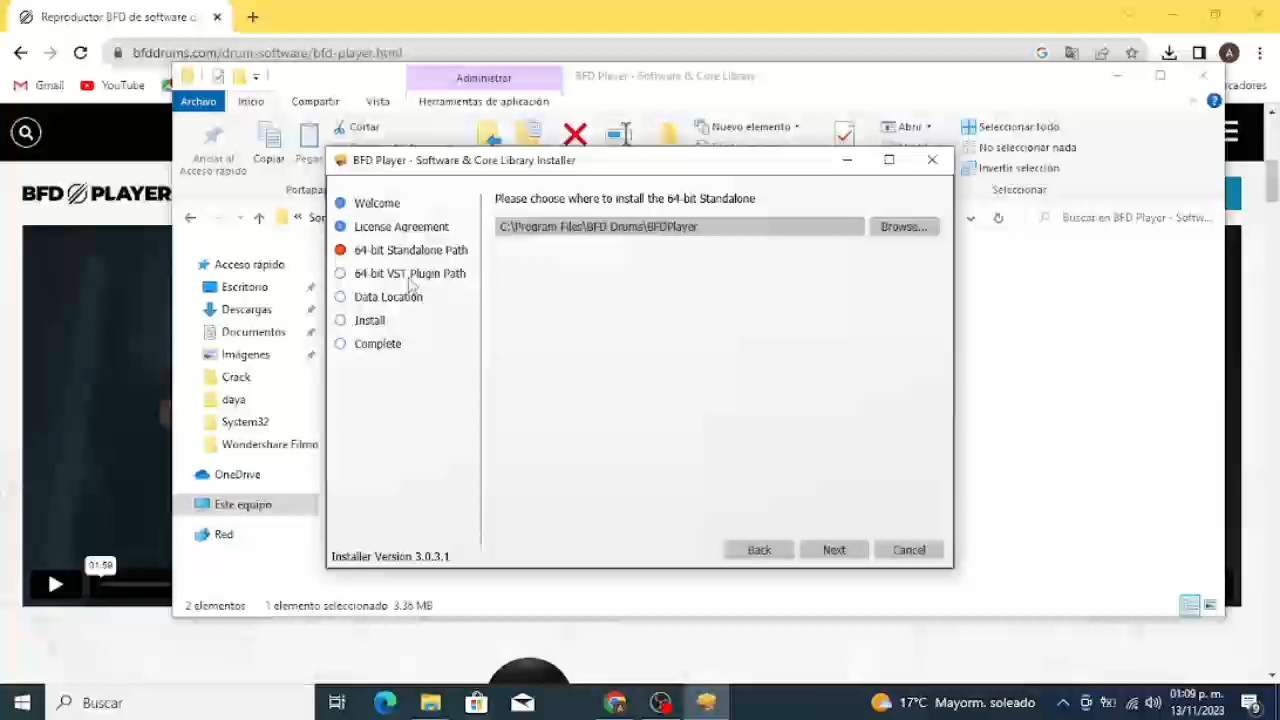 Reproductor BFD de software d
bfddrums.com/drum-software/bfd-player.html
A
Gmail
YouTube
cadores
Administrar
BFD Player - Software & Core Library
Archivo
Inicio
Compartir
Vista
Herramientas de aplicación
Anclar al
Acceso rápido
Copiar
Pegar
Cortar
Nuevo elemento
Abrir
Seleccionar todo
No seleccionar nada
Invertir selección
Portapa
Seleccionar
BFD PLAYER
« Son
Buscar en BFD Player - Softw...
Acceso rápido
Escritorio
Descargas
Documentos
Imágenes
Crack
daya
System32
Wondershare Filmo
OneDrive
Este equipo
Red
2 elementos
1 elemento seleccionado 3.36 MB
BFD Player - Software & Core Library Installer
Welcome
License Agreement
64-bit Standalone Path
64-bit VST Plugin Path
Data Location
Install
Complete
Installer Version 3.0.3.1
Please choose where to install the 64-bit Standalone
C:\Program Files\BFD Drums\BFDPlayer
Browse...
Back
Next
Cancel
01:59
Buscar
17°C Mayorm. soleado
01:09 p. m.
13/11/2023
9